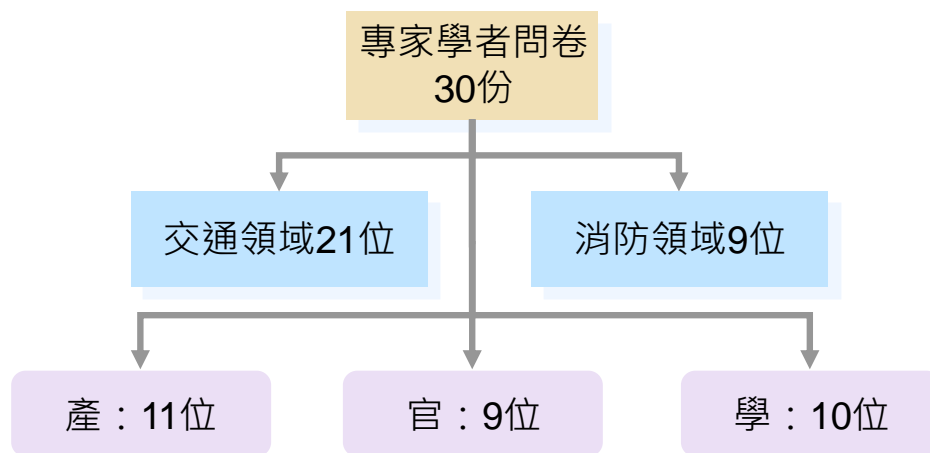 專家學者問卷
30份
交通領域21位
消防領域9位
產：11位
官：9位
學：10位